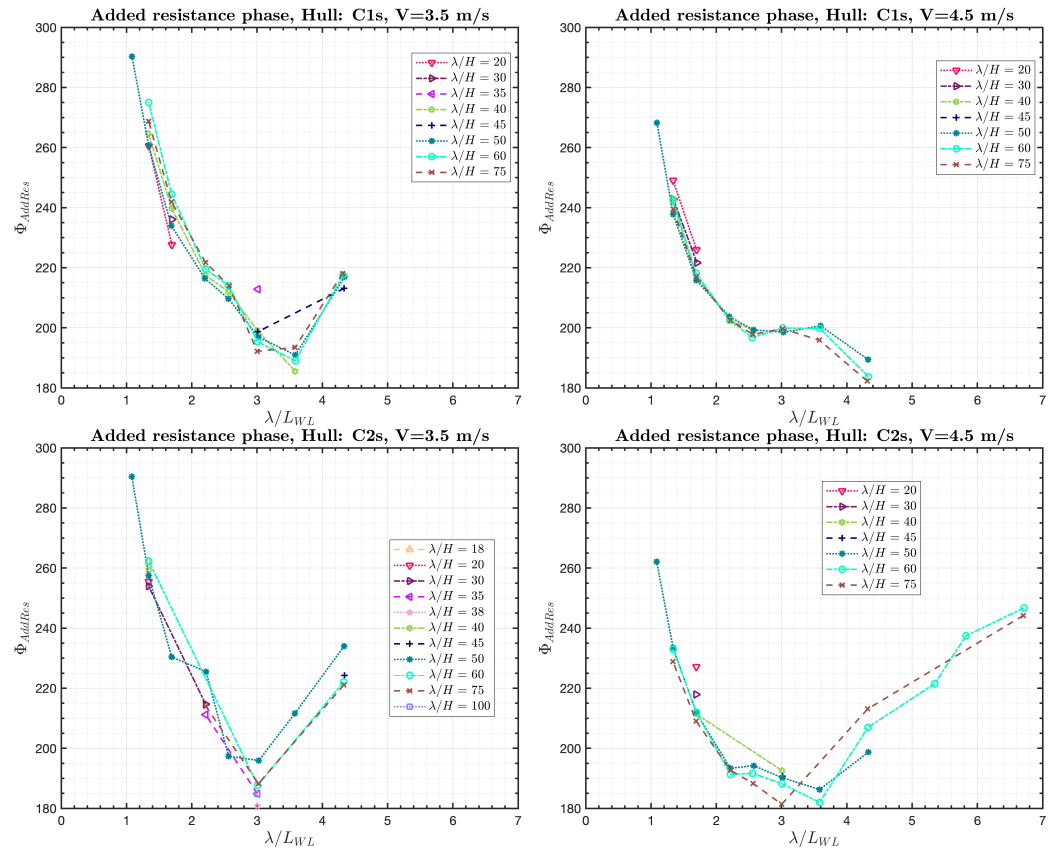 Added resistance phase, Hull: C1s, V=3.5 m/s
300
280
260
240
220
200
180
Φ_AddRes
0 1 2 3 4 5 6 7
λ/L_WL
λ/H = 20
λ/H = 30
λ/H = 35
λ/H = 40
λ/H = 45
λ/H = 50
λ/H = 60
λ/H = 75
Added resistance phase, Hull: C1s, V=4.5 m/s
300
280
260
240
220
200
180
Φ_AddRes
0 1 2 3 4 5 6 7
λ/L_WL
λ/H = 20
λ/H = 30
λ/H = 40
λ/H = 45
λ/H = 50
λ/H = 60
λ/H = 75
Added resistance phase, Hull: C2s, V=3.5 m/s
300
280
260
240
220
200
180
Φ_AddRes
0 1 2 3 4 5 6 7
λ/L_WL
λ/H = 18
λ/H = 20
λ/H = 30
λ/H = 35
λ/H = 38
λ/H = 40
λ/H = 45
λ/H = 50
λ/H = 60
λ/H = 75
λ/H = 100
Added resistance phase, Hull: C2s, V=4.5 m/s
300
280
260
240
220
200
180
Φ_AddRes
0 1 2 3 4 5 6 7
λ/L_WL
λ/H = 20
λ/H = 30
λ/H = 40
λ/H = 45
λ/H = 50
λ/H = 60
λ/H = 75